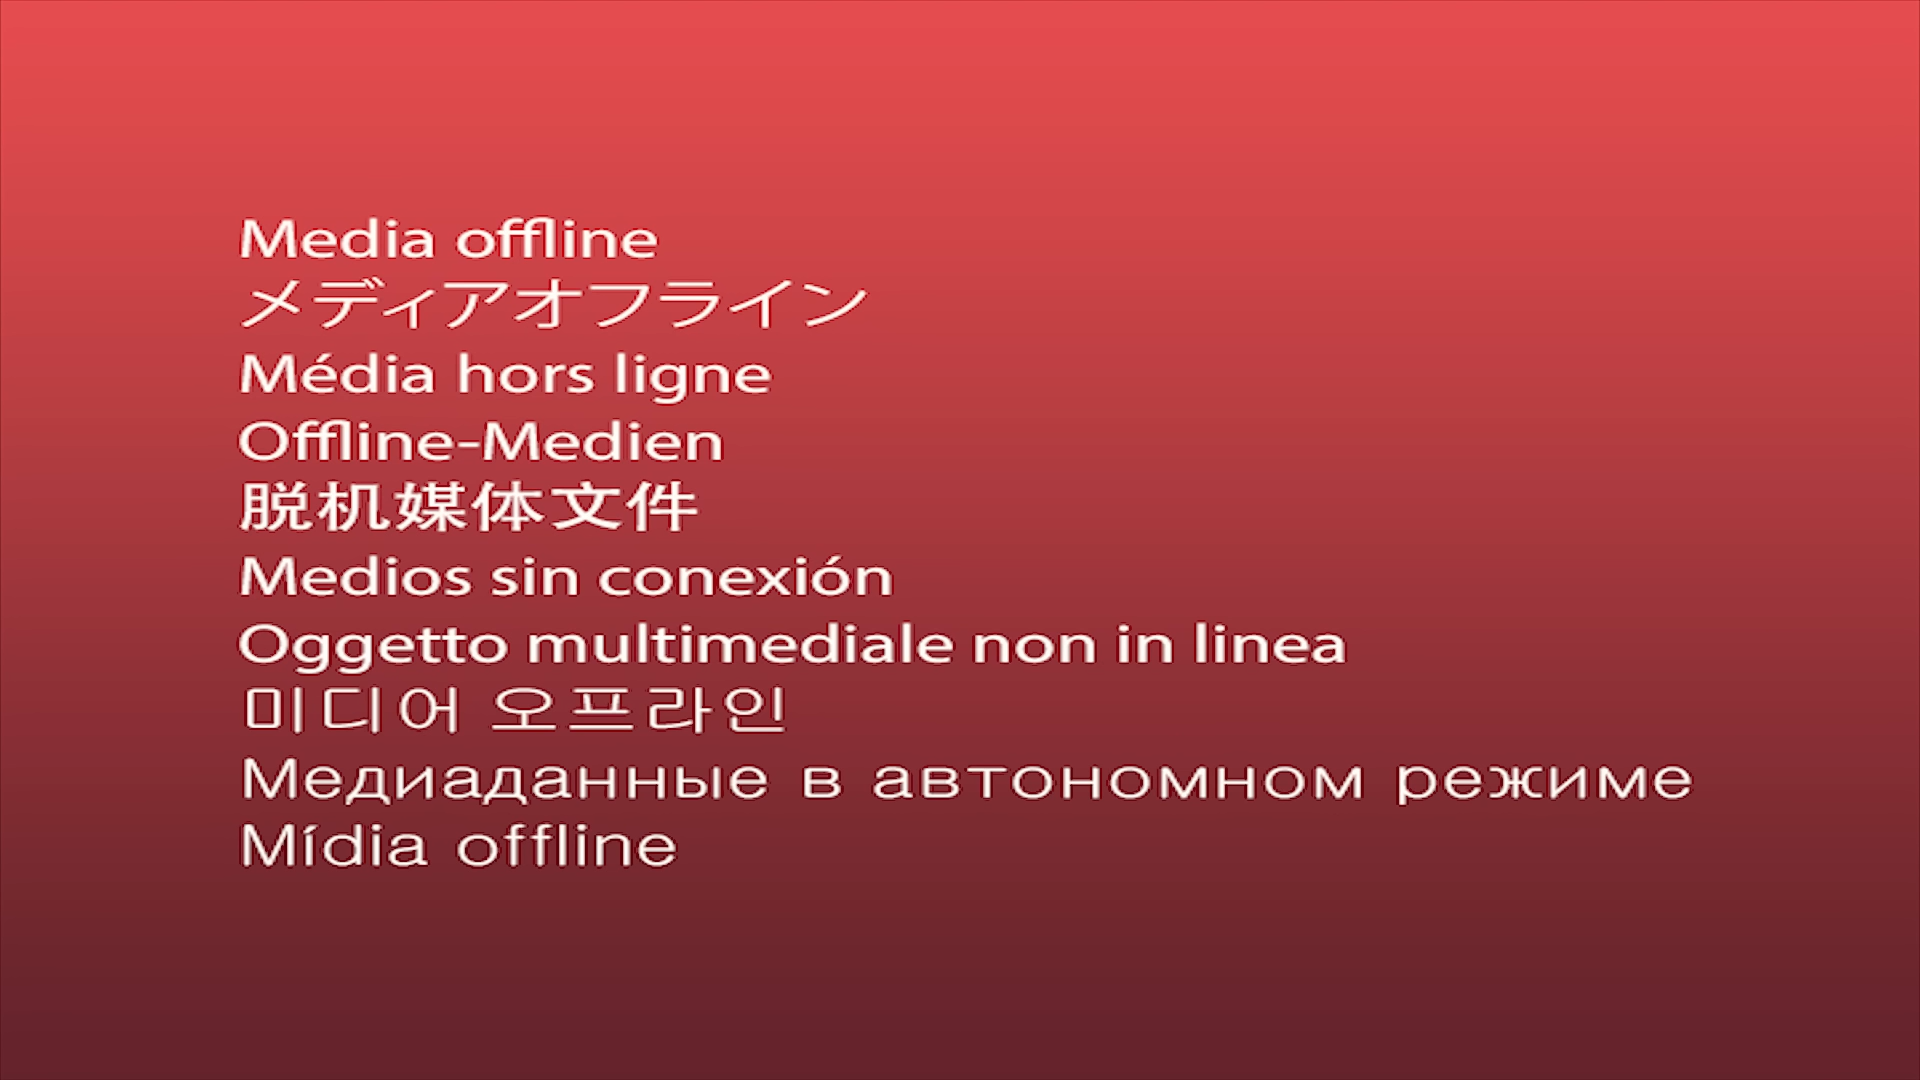 Media offline
メディアオフライン
Média hors ligne
Offline-Medien
脱机媒体文件
Medios sin conexión
Oggetto multimediale non in linea
미디어 오프라인
Медиаданные в автономном режиме
Mídia offline